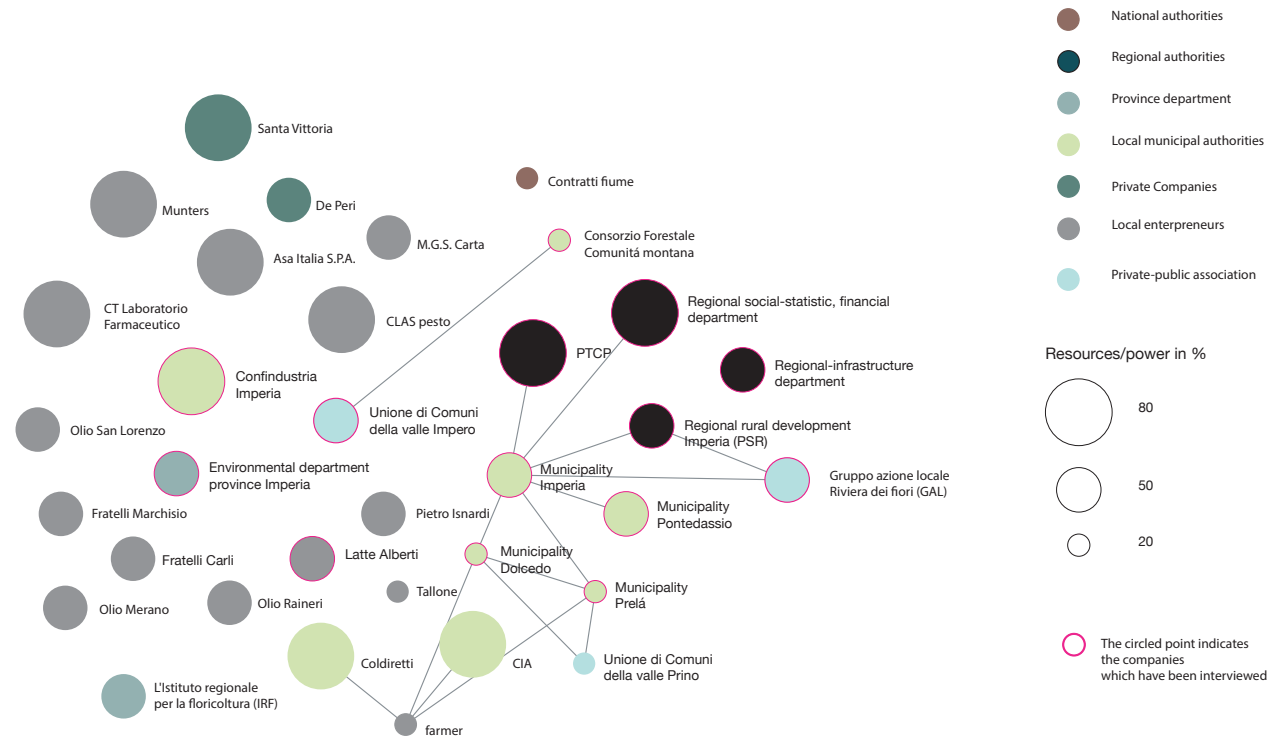 National authorities
Regional authorities
Province department
Local municipal authorities
Private Companies
Local enterpreneurs
Private-public association
Resources/power in %
80
50
20
The circled point indicates
the companies
which have been interviewed
Santa Vittoria
Munters
De Peri
Contratti fiume
M.G.S. Carta
Consorzio Forestale
Comunitá montana
Asa Italia S.P.A.
CT Laboratorio
Farmaceutico
CLAS pesto
Regional social-statistic, financial
department
PTCP
Regional-infrastructure
department
Confindustria
Imperia
Unione di Comuni
della valle Impero
Regional rural development
Imperia (PSR)
Olio San Lorenzo
Environmental department
province Imperia
Municipality
Imperia
Gruppo azione locale
Riviera dei fiori (GAL)
Fratelli Marchisio
Pietro Isnardi
Municipality
Pontedassio
Fratelli Carli
Latte Alberti
Municipality
Dolcedo
Tallone
Municipality
Prelá
Olio Merano
Olio Raineri
Coldiretti
CIA
Unione di Comuni
della valle Prino
L'Istituto regionale
per la floricoltura (IRF)
farmer